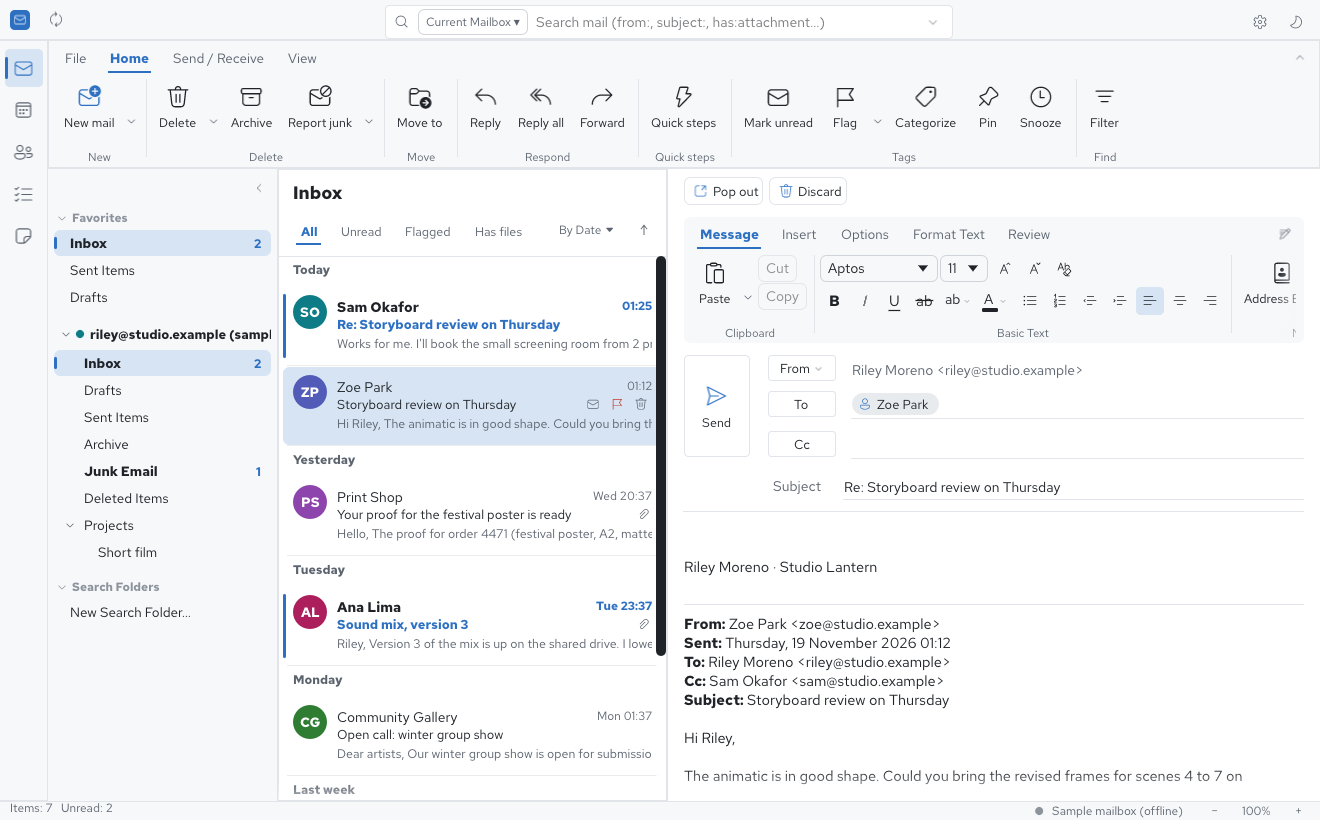 Current Mailbox ▾
Search mail (from:, subject:, has:attachment…)
File
Home
Send / Receive
View
New mail
Delete
Archive
Report junk
Move to
Reply
Reply all
Forward
Quick steps
Mark unread
Flag
Categorize
Pin
Snooze
Filter
New
Delete
Move
Respond
Quick steps
Tags
Find
Favorites
Inbox 2
Sent Items
Drafts
riley@studio.example (sampl
Inbox 2
Drafts
Sent Items
Archive
Junk Email 1
Deleted Items
Projects
Short film
Search Folders
New Search Folder...
Inbox
All
Unread
Flagged
Has files
By Date
Today
SO
Sam Okafor 01:25
Re: Storyboard review on Thursday
Works for me. I'll book the small screening room from 2 pr
ZP
Zoe Park 01:12
Storyboard review on Thursday
Hi Riley, The animatic is in good shape. Could you bring th
Yesterday
PS
Print Shop Wed 20:37
Your proof for the festival poster is ready
Hello, The proof for order 4471 (festival poster, A2, matte
Tuesday
AL
Ana Lima Tue 23:37
Sound mix, version 3
Riley, Version 3 of the mix is up on the shared drive. I lowe
Monday
CG
Community Gallery Mon 01:37
Open call: winter group show
Dear artists, Our winter group show is open for submissio
Last week
Pop out
Discard
Message
Insert
Options
Format Text
Review
Paste
Cut
Copy
Clipboard
Aptos
11
Basic Text
Address
Send
From
Riley Moreno <riley@studio.example>
To
Zoe Park
Cc
Subject
Re: Storyboard review on Thursday
Riley Moreno · Studio Lantern
From: Zoe Park <zoe@studio.example>
Sent: Thursday, 19 November 2026 01:12
To: Riley Moreno <riley@studio.example>
Cc: Sam Okafor <sam@studio.example>
Subject: Storyboard review on Thursday
Hi Riley,
The animatic is in good shape. Could you bring the revised frames for scenes 4 to 7 on
Items: 7 Unread: 2
Sample mailbox (offline)
− 100% +